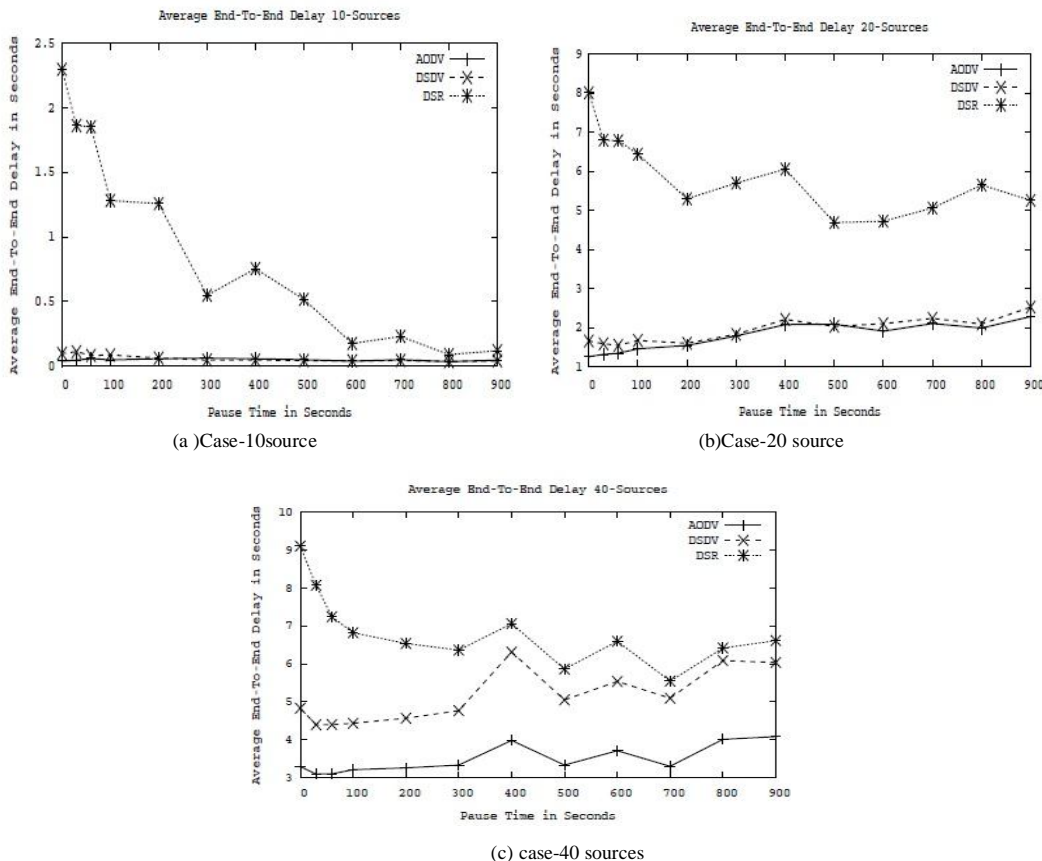 Average End-To-End Delay 10-Sources
Average End-To-End Delay in Seconds
2.5
2
1.5
1
0.5
0
AODV
DSDV
DSR
0 100 200 300 400 500 600 700 800 900
Pause Time in Seconds
(a )Case-10source
Average End-To-End Delay 20-Sources
Average End-To-End Delay in Seconds
9
8
7
6
5
4
3
2
1
AODV
DSDV
DSR
0 100 200 300 400 500 600 700 800 900
Pause Time in Seconds
(b)Case-20 source
Average End-To-End Delay 40-Sources
Average End-To-End Delay in Seconds
10
9
8
7
6
5
4
3
AODV
DSDV
DSR
0 100 200 300 400 500 600 700 800 900
Pause Time in Seconds
(c) case-40 sources